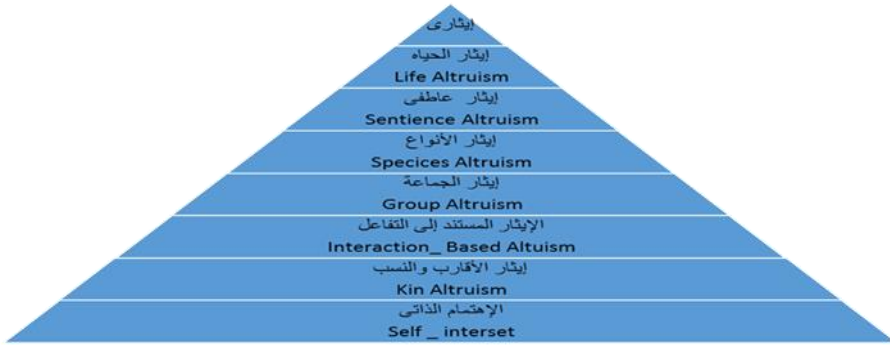 إيثارى
إيثار الحياه
Life Altruism
إيثار عاطفى
Sentience Altruism
إيثار الأنواع
Specices Altruism
إيثار الجماعة
Group Altruism
الإيثار المستند إلى التفاعل
Interaction_ Based Altuism
إيثار الأقارب والنسب
Kin Altruism
الإهتمام الذاتى
Self _ interset